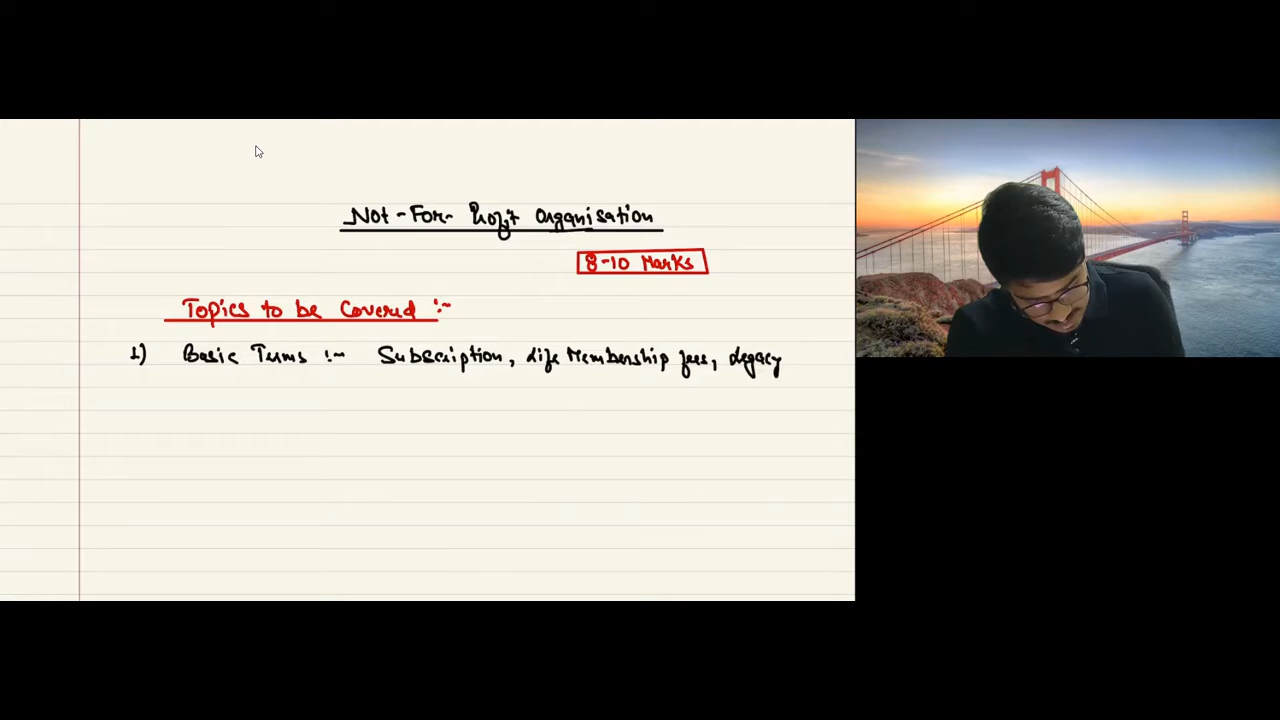 Not-For-Profit Organisation
8-10 Marks
Topics to be Covered :-
1) Basic Terms :- Subscription, Life Membership fees, Legacy